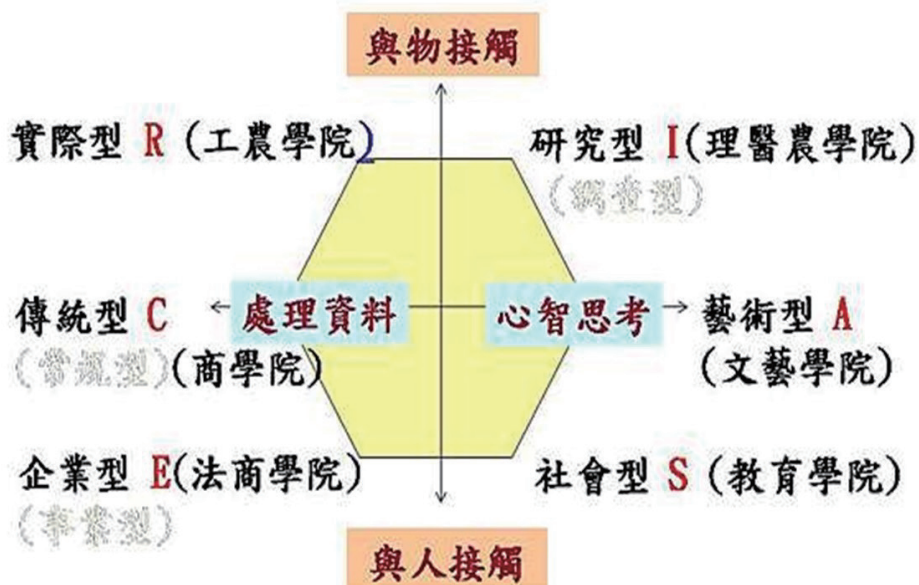 與物接觸
實際型 R (工農學院)
研究型 I(理醫農學院)
(調查型)
傳統型 C
處理資料
心智思考
藝術型 A
(常規型)(商學院)
(文藝學院)
企業型 E(法商學院)
社會型 S (教育學院)
(事業型)
與人接觸